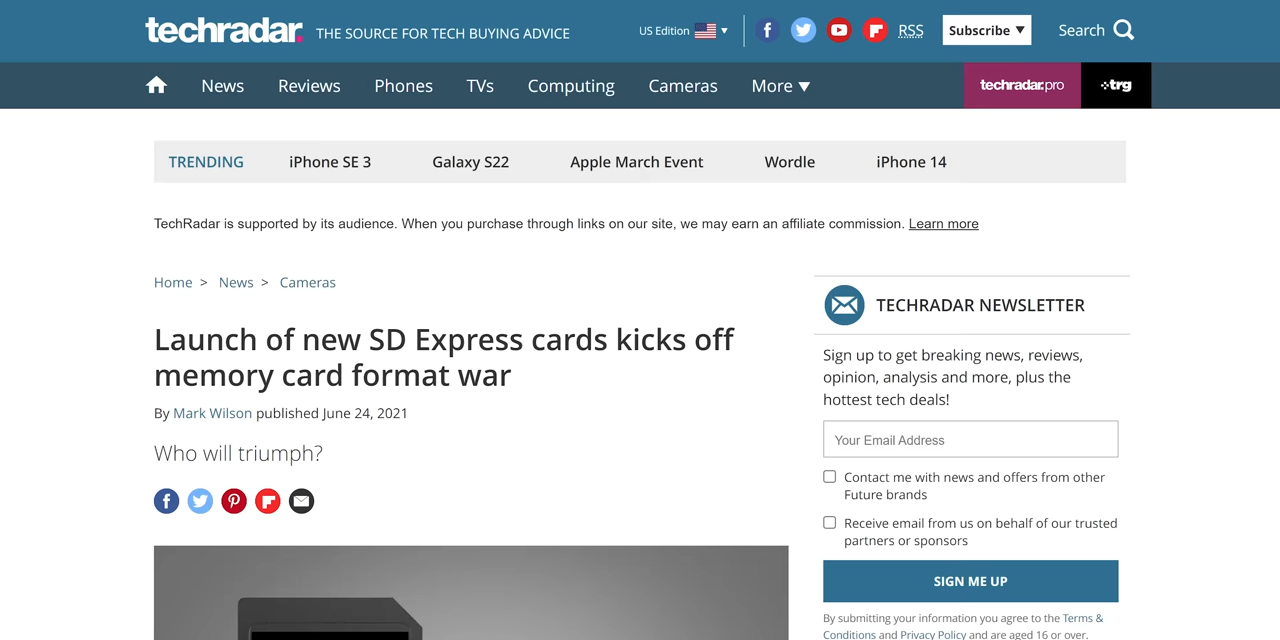 techradar. THE SOURCE FOR TECH BUYING ADVICE US Edition RSS Subscribe Search
News Reviews Phones TVs Computing Cameras More techradar.pro trg
TRENDING iPhone SE 3 Galaxy S22 Apple March Event Wordle iPhone 14
TechRadar is supported by its audience. When you purchase through links on our site, we may earn an affiliate commission. Learn more
Home > News > Cameras
Launch of new SD Express cards kicks off
memory card format war
By Mark Wilson published June 24, 2021
Who will triumph?
TECHRADAR NEWSLETTER
Sign up to get breaking news, reviews,
opinion, analysis and more, plus the
hottest tech deals!
Your Email Address
Contact me with news and offers from other
Future brands
Receive email from us on behalf of our trusted
partners or sponsors
SIGN ME UP
By submitting your information you agree to the Terms &
Conditions and Privacy Policy and are aged 16 or over.